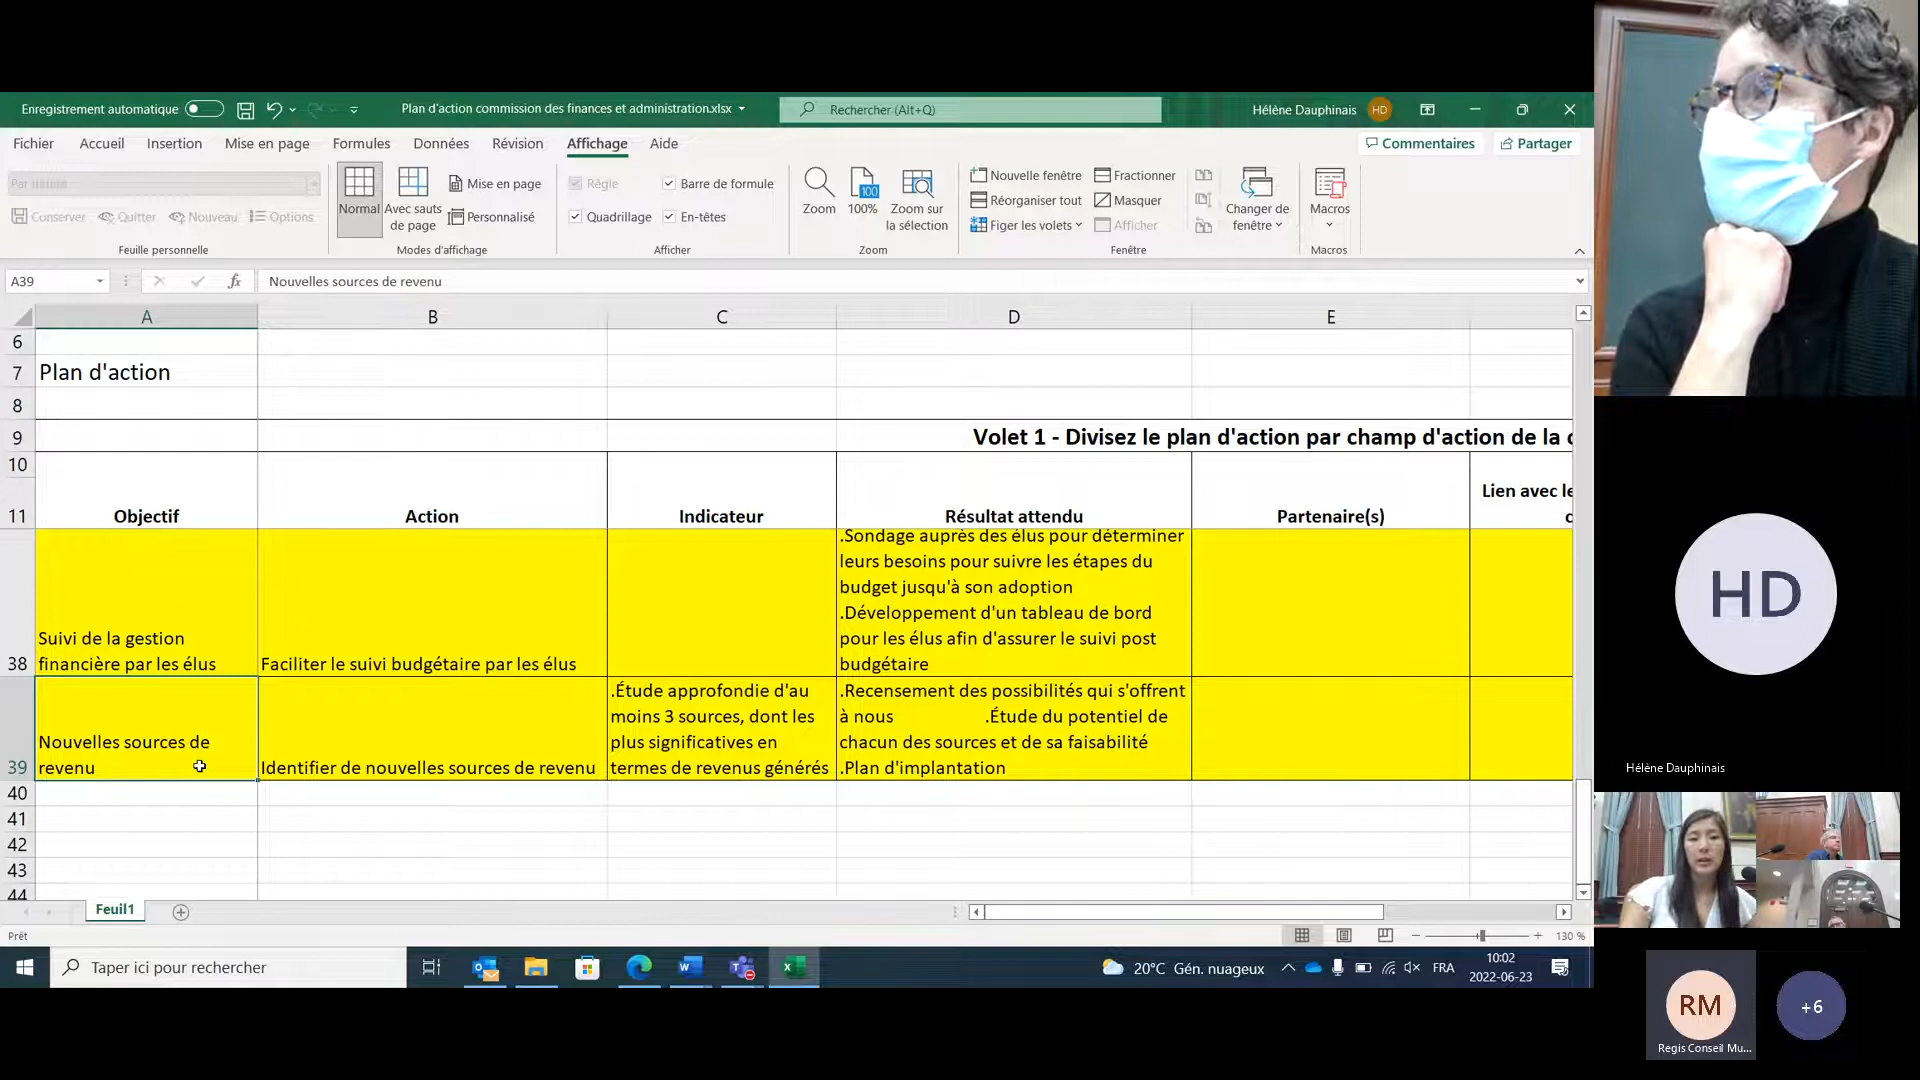 Enregistrement automatique
Plan d'action commission des finances et administration.xlsx
Rechercher (Alt+Q)
Hélène Dauphinais
HD
Fichier Accueil Insertion Mise en page Formules Données Révision Affichage Aide
Commentaires
Partager
Par défaut
Conserver Quitter Nouveau Options
Feuille personnelle
Normal
Avec sauts
de page
Mise en page
Personnalisé
Modes d'affichage
Règle
Barre de formule
Quadrillage
En-têtes
Afficher
Zoom
100
100%
Zoom sur
la sélection
Zoom
Nouvelle fenêtre
Réorganiser tout
Figer les volets
Fractionner
Masquer
Afficher
Changer de
fenêtre
Fenêtre
Macros
Macros
A39
fx
Nouvelles sources de revenu
A B C D E
6
7 Plan d'action
8
9 Volet 1 - Divisez le plan d'action par champ d'action de la c
10
Lien avec le
11 Objectif Action Indicateur Résultat attendu Partenaire(s) c
.Sondage auprès des élus pour déterminer
leurs besoins pour suivre les étapes du
budget jusqu'à son adoption
.Développement d'un tableau de bord
pour les élus afin d'assurer le suivi post
budgétaire
Suivi de la gestion
financière par les élus
38
Faciliter le suivi budgétaire par les élus
.Étude approfondie d'au
moins 3 sources, dont les
plus significatives en
termes de revenus générés
.Recensement des possibilités qui s'offrent
à nous .Étude du potentiel de
chacun des sources et de sa faisabilité
.Plan d'implantation
Nouvelles sources de
revenu
39
Identifier de nouvelles sources de revenu
40
41
42
43
44
Feuil1
Prêt
130 %
Taper ici pour rechercher
20°C Gén. nuageux
FRA
10:02
2022-06-23
HD
Hélène Dauphinais
RM
Regis Conseil Mu...
+6